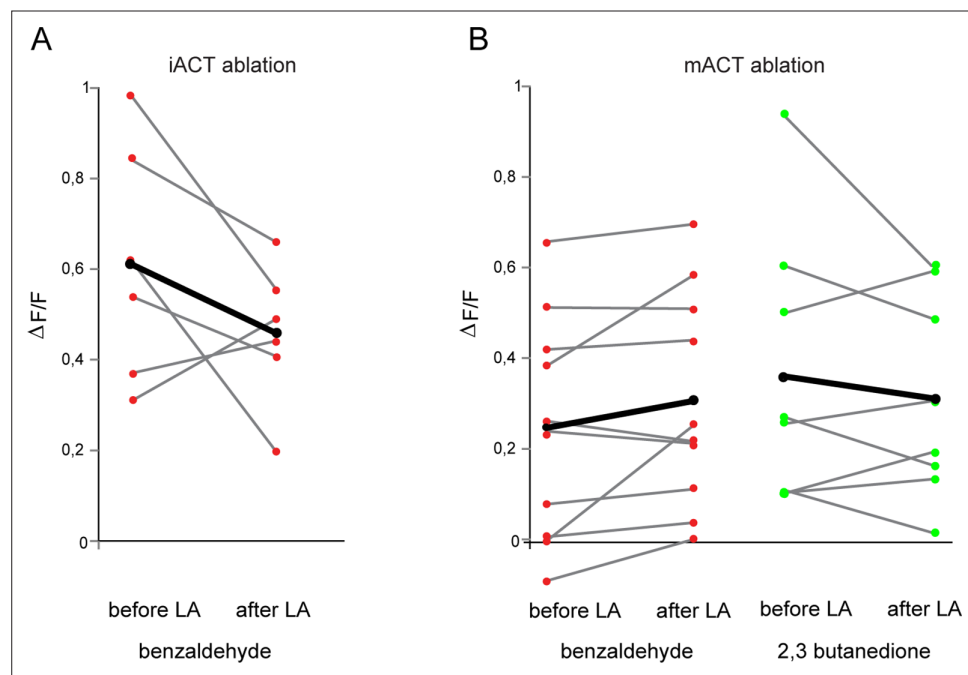 A
iACT ablation
1
0,8
0,6
0,4
0,2
0
Δ F/F
before LA after LA
benzaldehyde
B
mACT ablation
1
0,8
0,6
0,4
0,2
0
Δ F/F
before LA after LA before LA after LA
benzaldehyde 2,3 butanedione